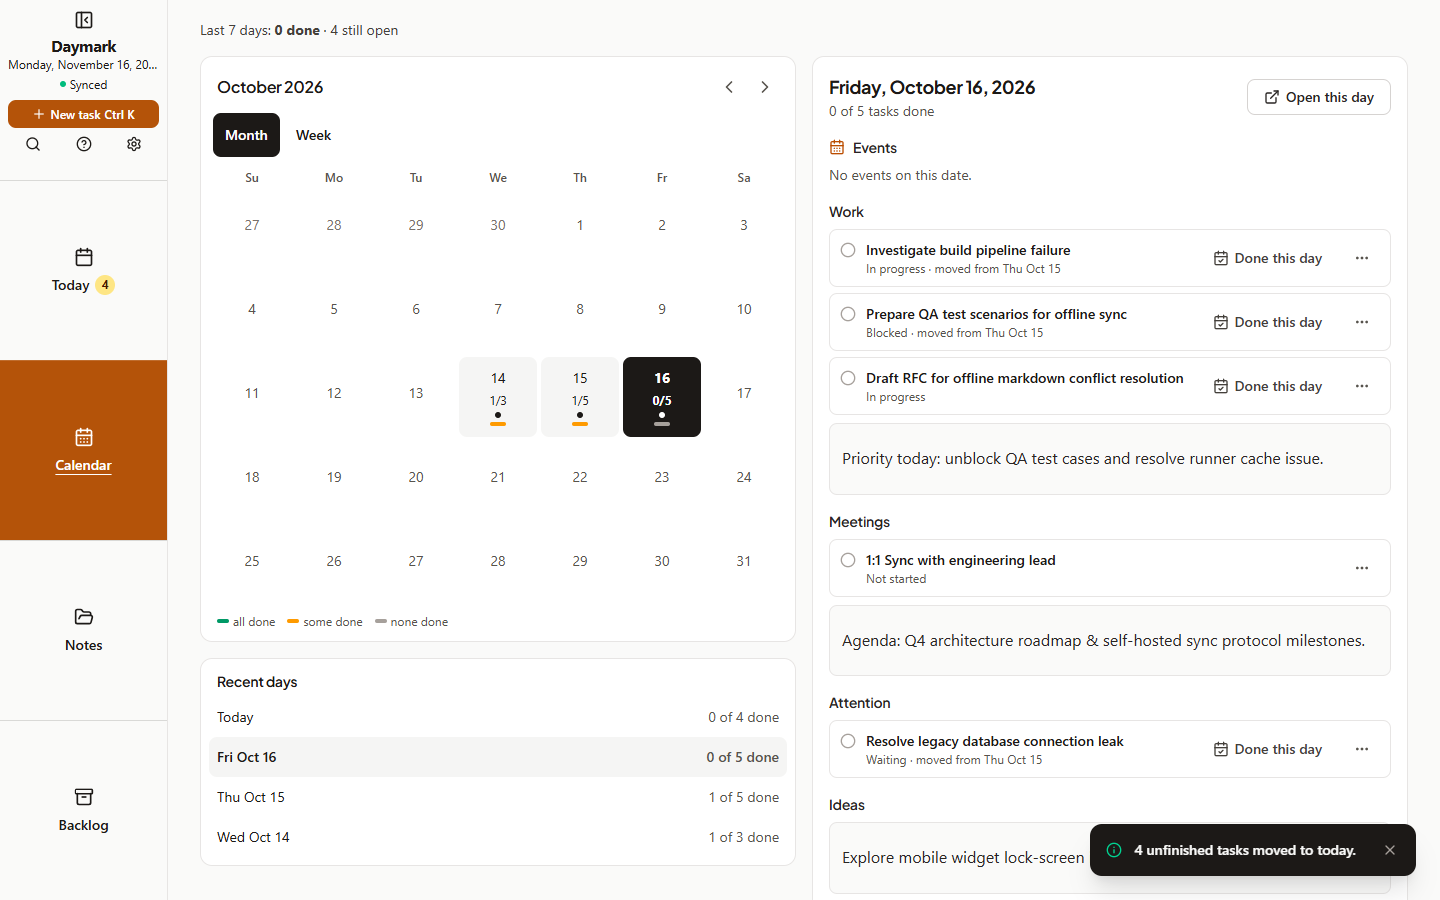 Daymark
Monday, November 16, 20...
Synced
New task Ctrl K
Today 4
Calendar
Notes
Backlog
Last 7 days: 0 done · 4 still open
October 2026
Month Week
Su Mo Tu We Th Fr Sa
27 28 29 30 1 2 3
4 5 6 7 8 9 10
11 12 13 14 15 16 17
1/3 1/5 0/5
18 19 20 21 22 23 24
25 26 27 28 29 30 31
all done some done none done
Recent days
Today 0 of 4 done
Fri Oct 16 0 of 5 done
Thu Oct 15 1 of 5 done
Wed Oct 14 1 of 3 done
Friday, October 16, 2026
0 of 5 tasks done
Open this day
Events
No events on this date.
Work
Investigate build pipeline failure
In progress · moved from Thu Oct 15
Done this day
Prepare QA test scenarios for offline sync
Blocked · moved from Thu Oct 15
Done this day
Draft RFC for offline markdown conflict resolution
In progress
Done this day
Priority today: unblock QA test cases and resolve runner cache issue.
Meetings
1:1 Sync with engineering lead
Not started
Agenda: Q4 architecture roadmap & self-hosted sync protocol milestones.
Attention
Resolve legacy database connection leak
Waiting · moved from Thu Oct 15
Done this day
Ideas
Explore mobile widget lock-screen
4 unfinished tasks moved to today.